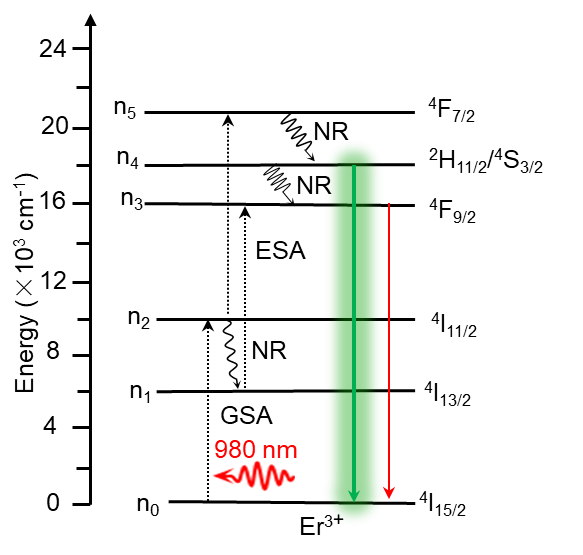 24
20
16
12
8
4
0
Energy (×10³ cm⁻¹)
n₅
n₄
n₃
n₂
n₁
n₀
NR
NR
ESA
NR
GSA
980 nm
Er³⁺
⁴F₇/₂
²H₁₁/₂/⁴S₃/₂
⁴F₉/₂
⁴I₁₁/₂
⁴I₁₃/₂
⁴I₁₅/₂